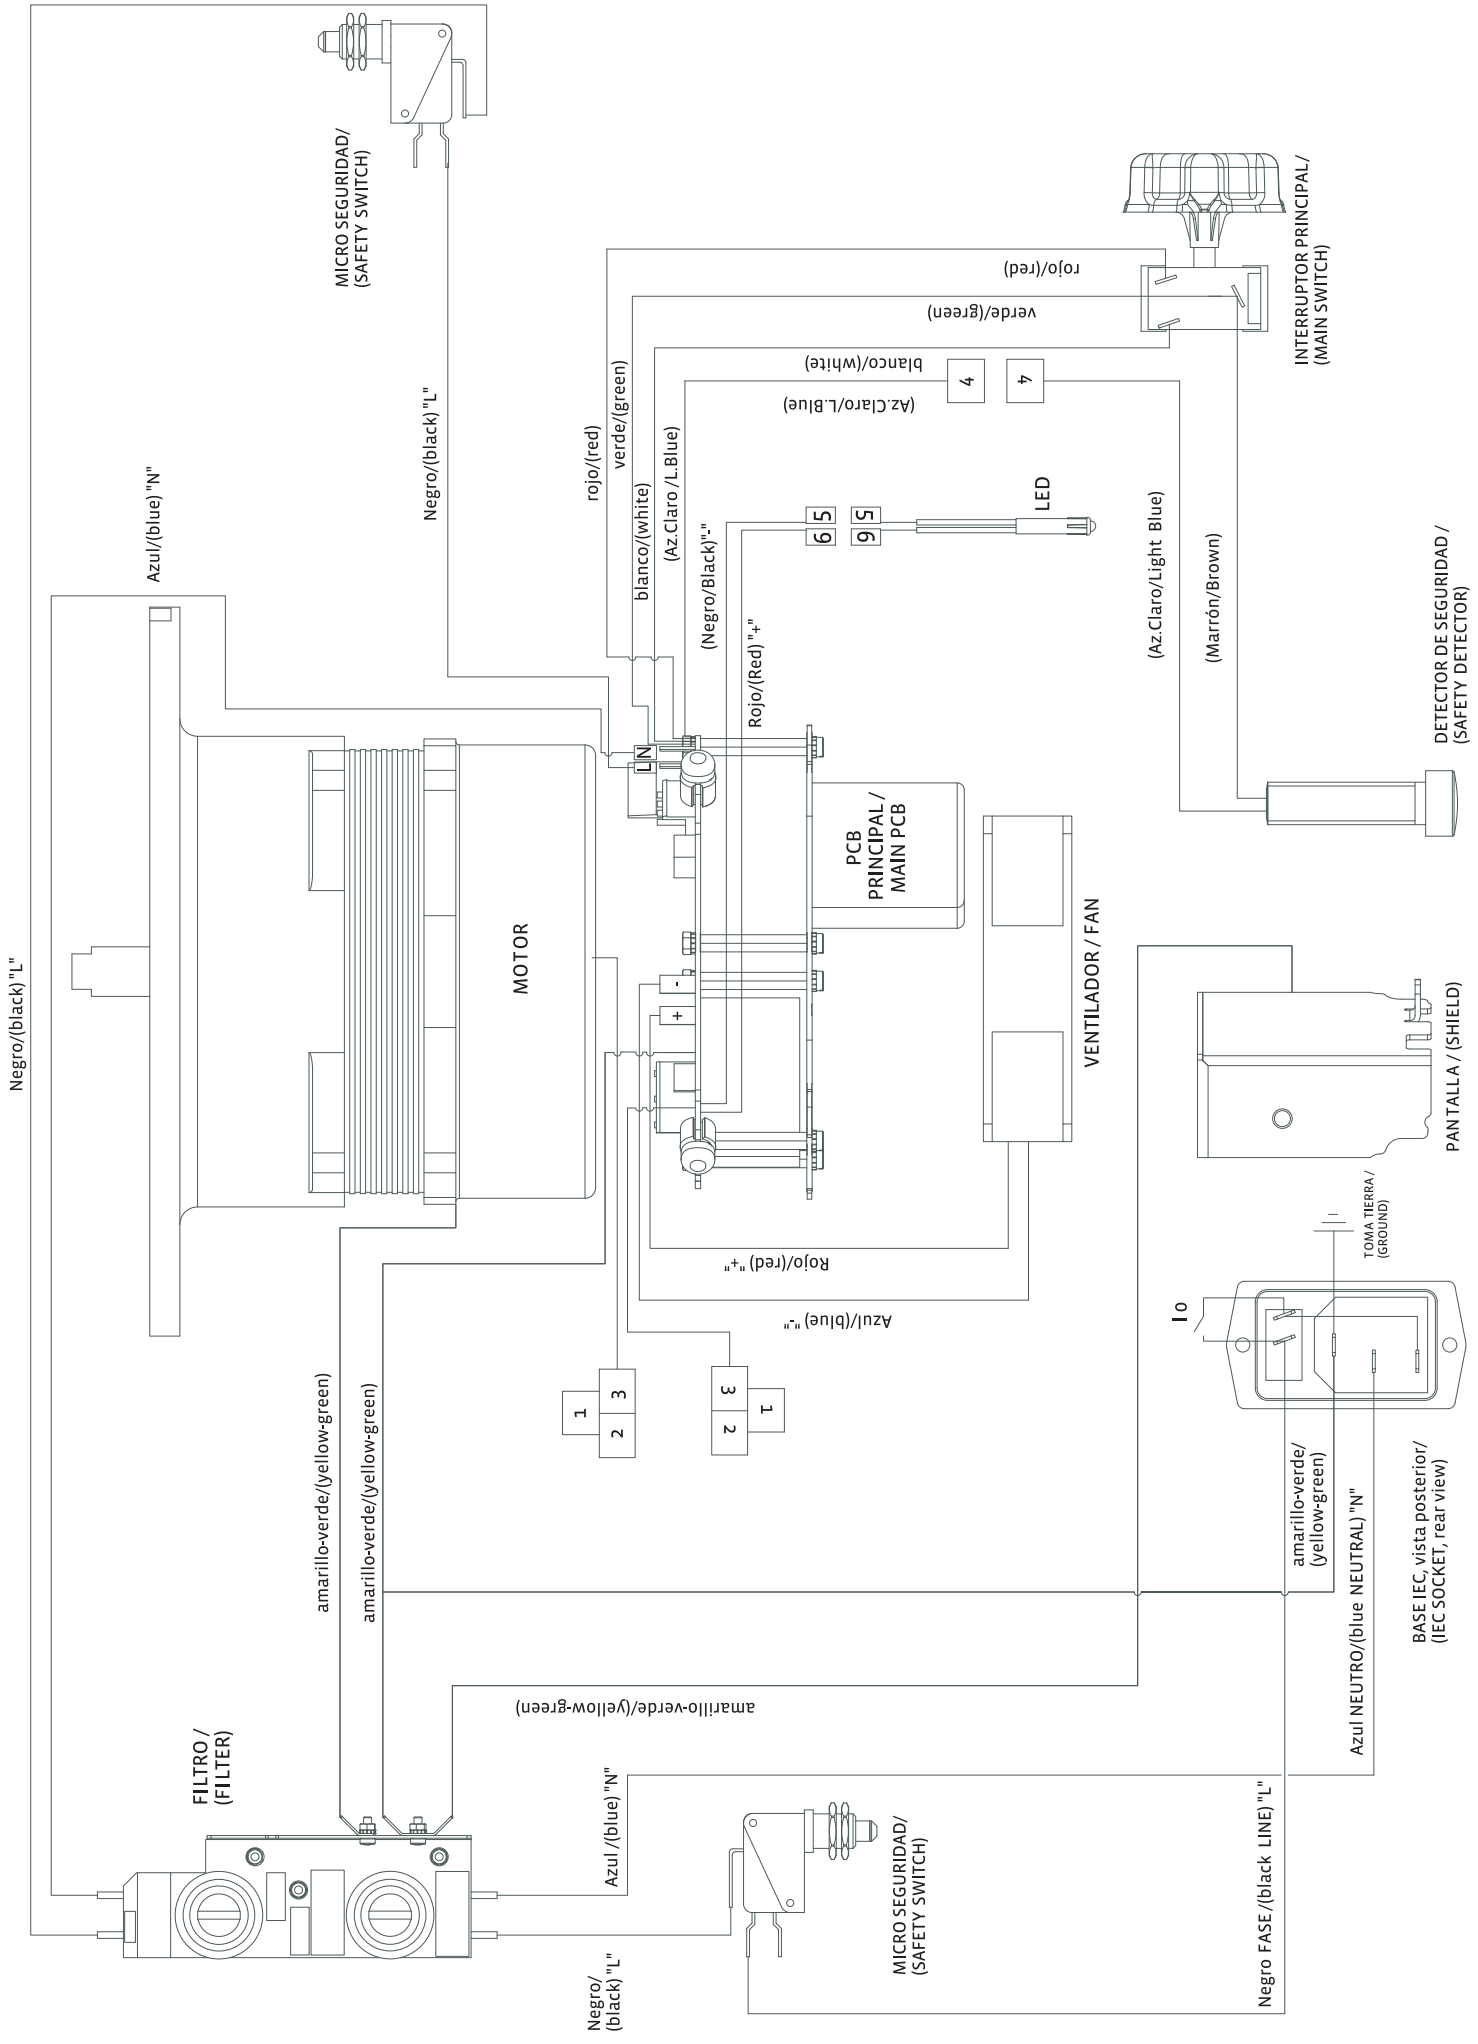 Negro/(black) "L"
Azul/(blue) "N"
MICRO SEGURIDAD/
(SAFETY SWITCH)
Negro/(black) "L"
MOTOR
rojo/(red)
verde/(green)
blanco/(white)
(Az.Claro /L.Blue)
(Negro/Black)"-"
Rojo/(Red) "+"
rojo/(red)
verde/(green)
blanco/(white)
(Az.Claro/L.Blue)
4
4
5
6
5
6
LED
INTERRUPTOR PRINCIPAL /
(MAIN SWITCH)
(Az.Claro/Light Blue)
(Marrón/Brown)
DETECTOR DE SEGURIDAD /
(SAFETY DETECTOR)
L
N
-
+
PCB
PRINCIPAL /
MAIN PCB
VENTILADOR / FAN
Rojo/(red) "+"
Azul/(blue) "-"
1
2
3
3
2
1
PANTALLA / (SHIELD)
TOMA TIERRA /
(GROUND)
I o
amarillo-verde/
(yellow-green)
Azul NEUTRO/(blue NEUTRAL) "N"
BASE IEC, vista posterior/
(IEC SOCKET, rear view)
amarillo-verde/(yellow-green)
amarillo-verde/(yellow-green)
amarillo-verde/(yellow-green)
FILTRO /
(FILTER)
Azul /(blue) "N"
Negro/
(black) "L"
MICRO SEGURIDAD/
(SAFETY SWITCH)
Negro FASE /(black LINE) "L"